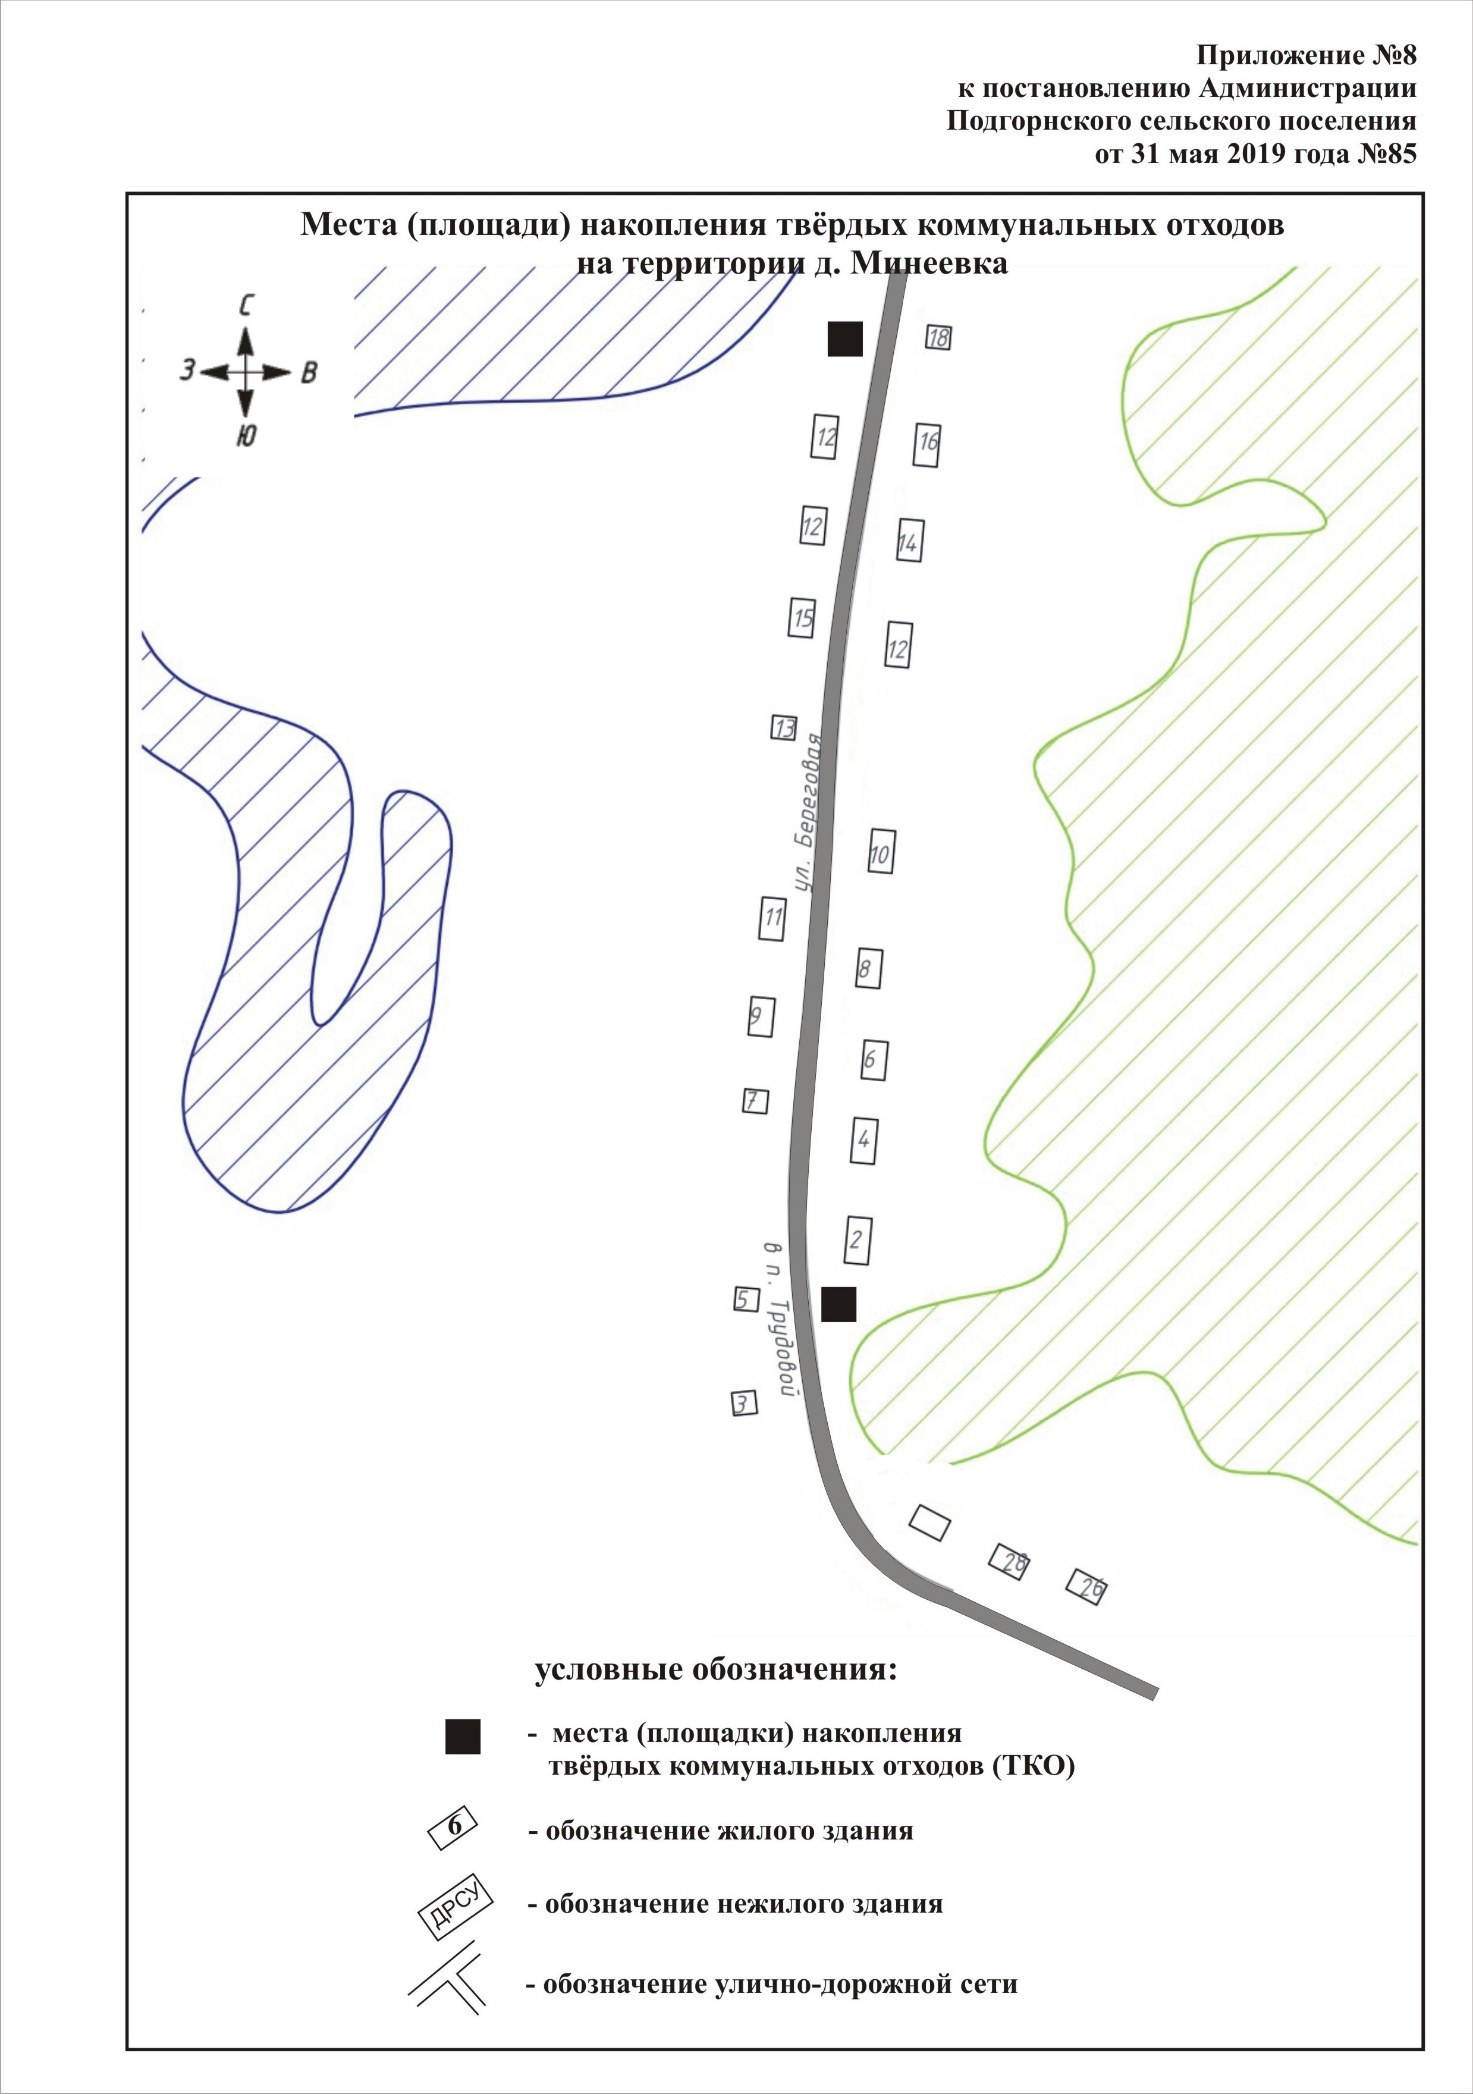 Приложение №8
к постановлению Администрации
Подгорнского сельского поселения
от 31 мая 2019 года №85
Места (площади) накопления твёрдых коммунальных отходов
на территории д. Минеевка
С
З
В
Ю
18
12
16
12
14
15
12
13
ул. Береговая
10
11
8
9
6
7
4
2
в п. Трудовой
5
3
28
26
условные обозначения:
- места (площадки) накопления
твёрдых коммунальных отходов (ТКО)
6
- обозначение жилого здания
ДРСУ
- обозначение нежилого здания
- обозначение улично-дорожной сети